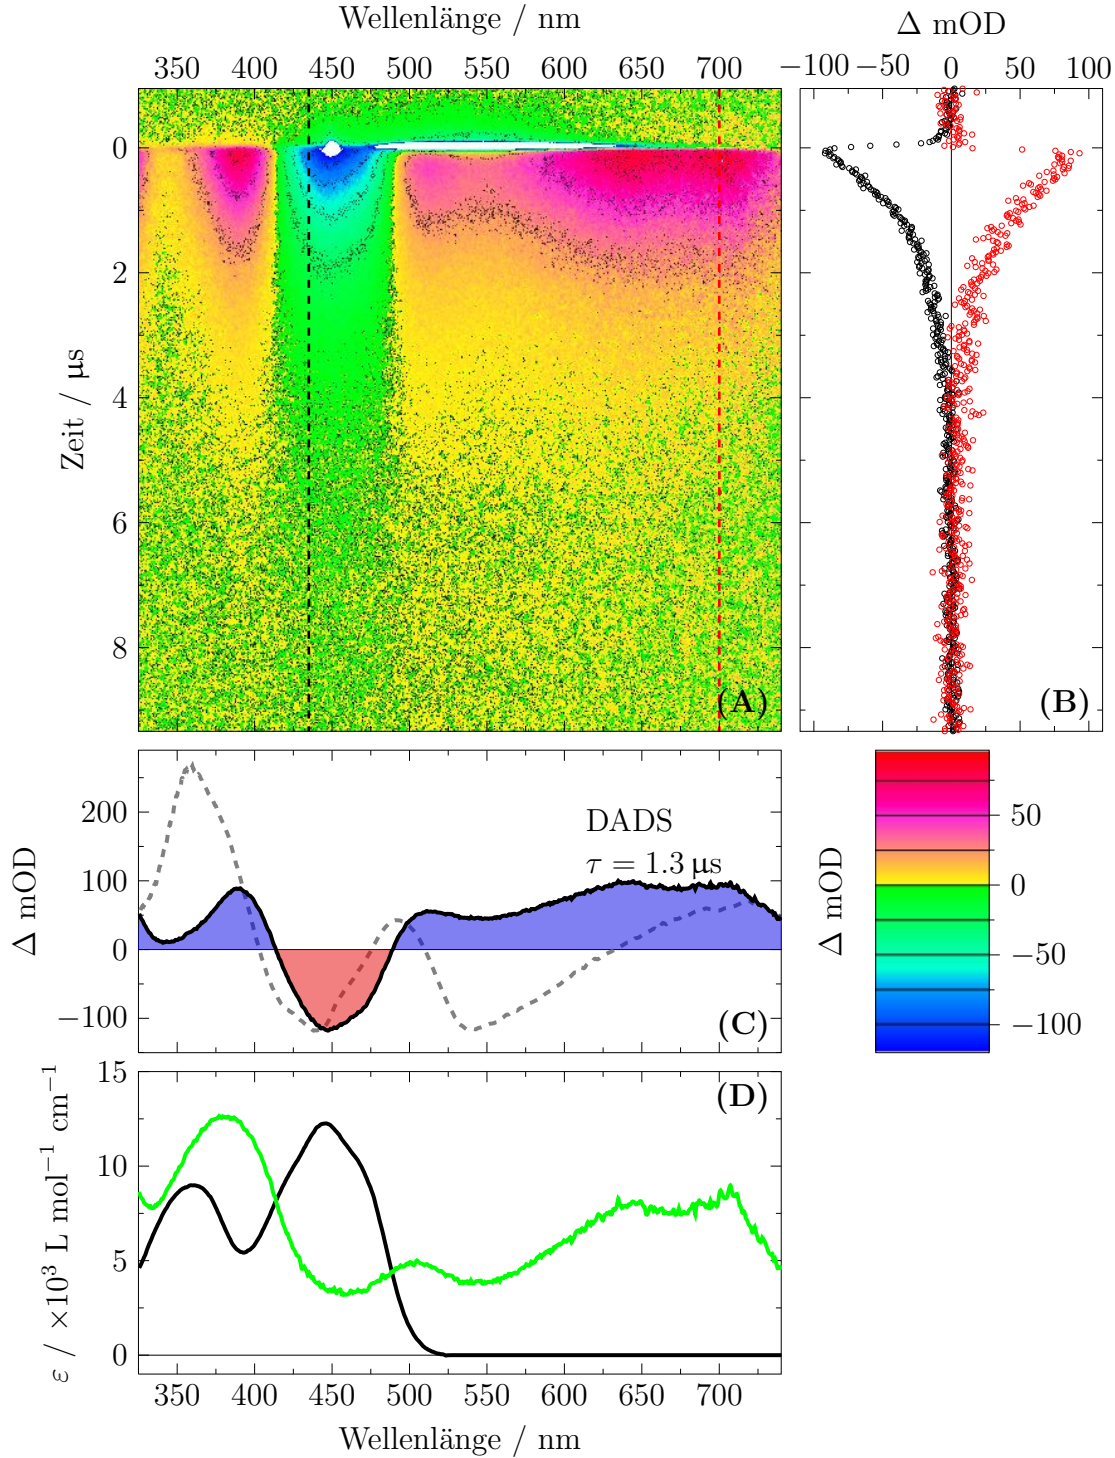 Wellenlänge / nm
Δ mOD
350 400 450 500 550 600 650 700
−100 −50 0 50 100
0
2
4
6
8
Zeit / μs
(A)
(B)
200
100
0
−100
Δ mOD
DADS
τ = 1.3 μs
(C)
50
0
−50
−100
Δ mOD
15
10
5
0
ε / ×10³ L mol⁻¹ cm⁻¹
(D)
350 400 450 500 550 600 650 700
Wellenlänge / nm